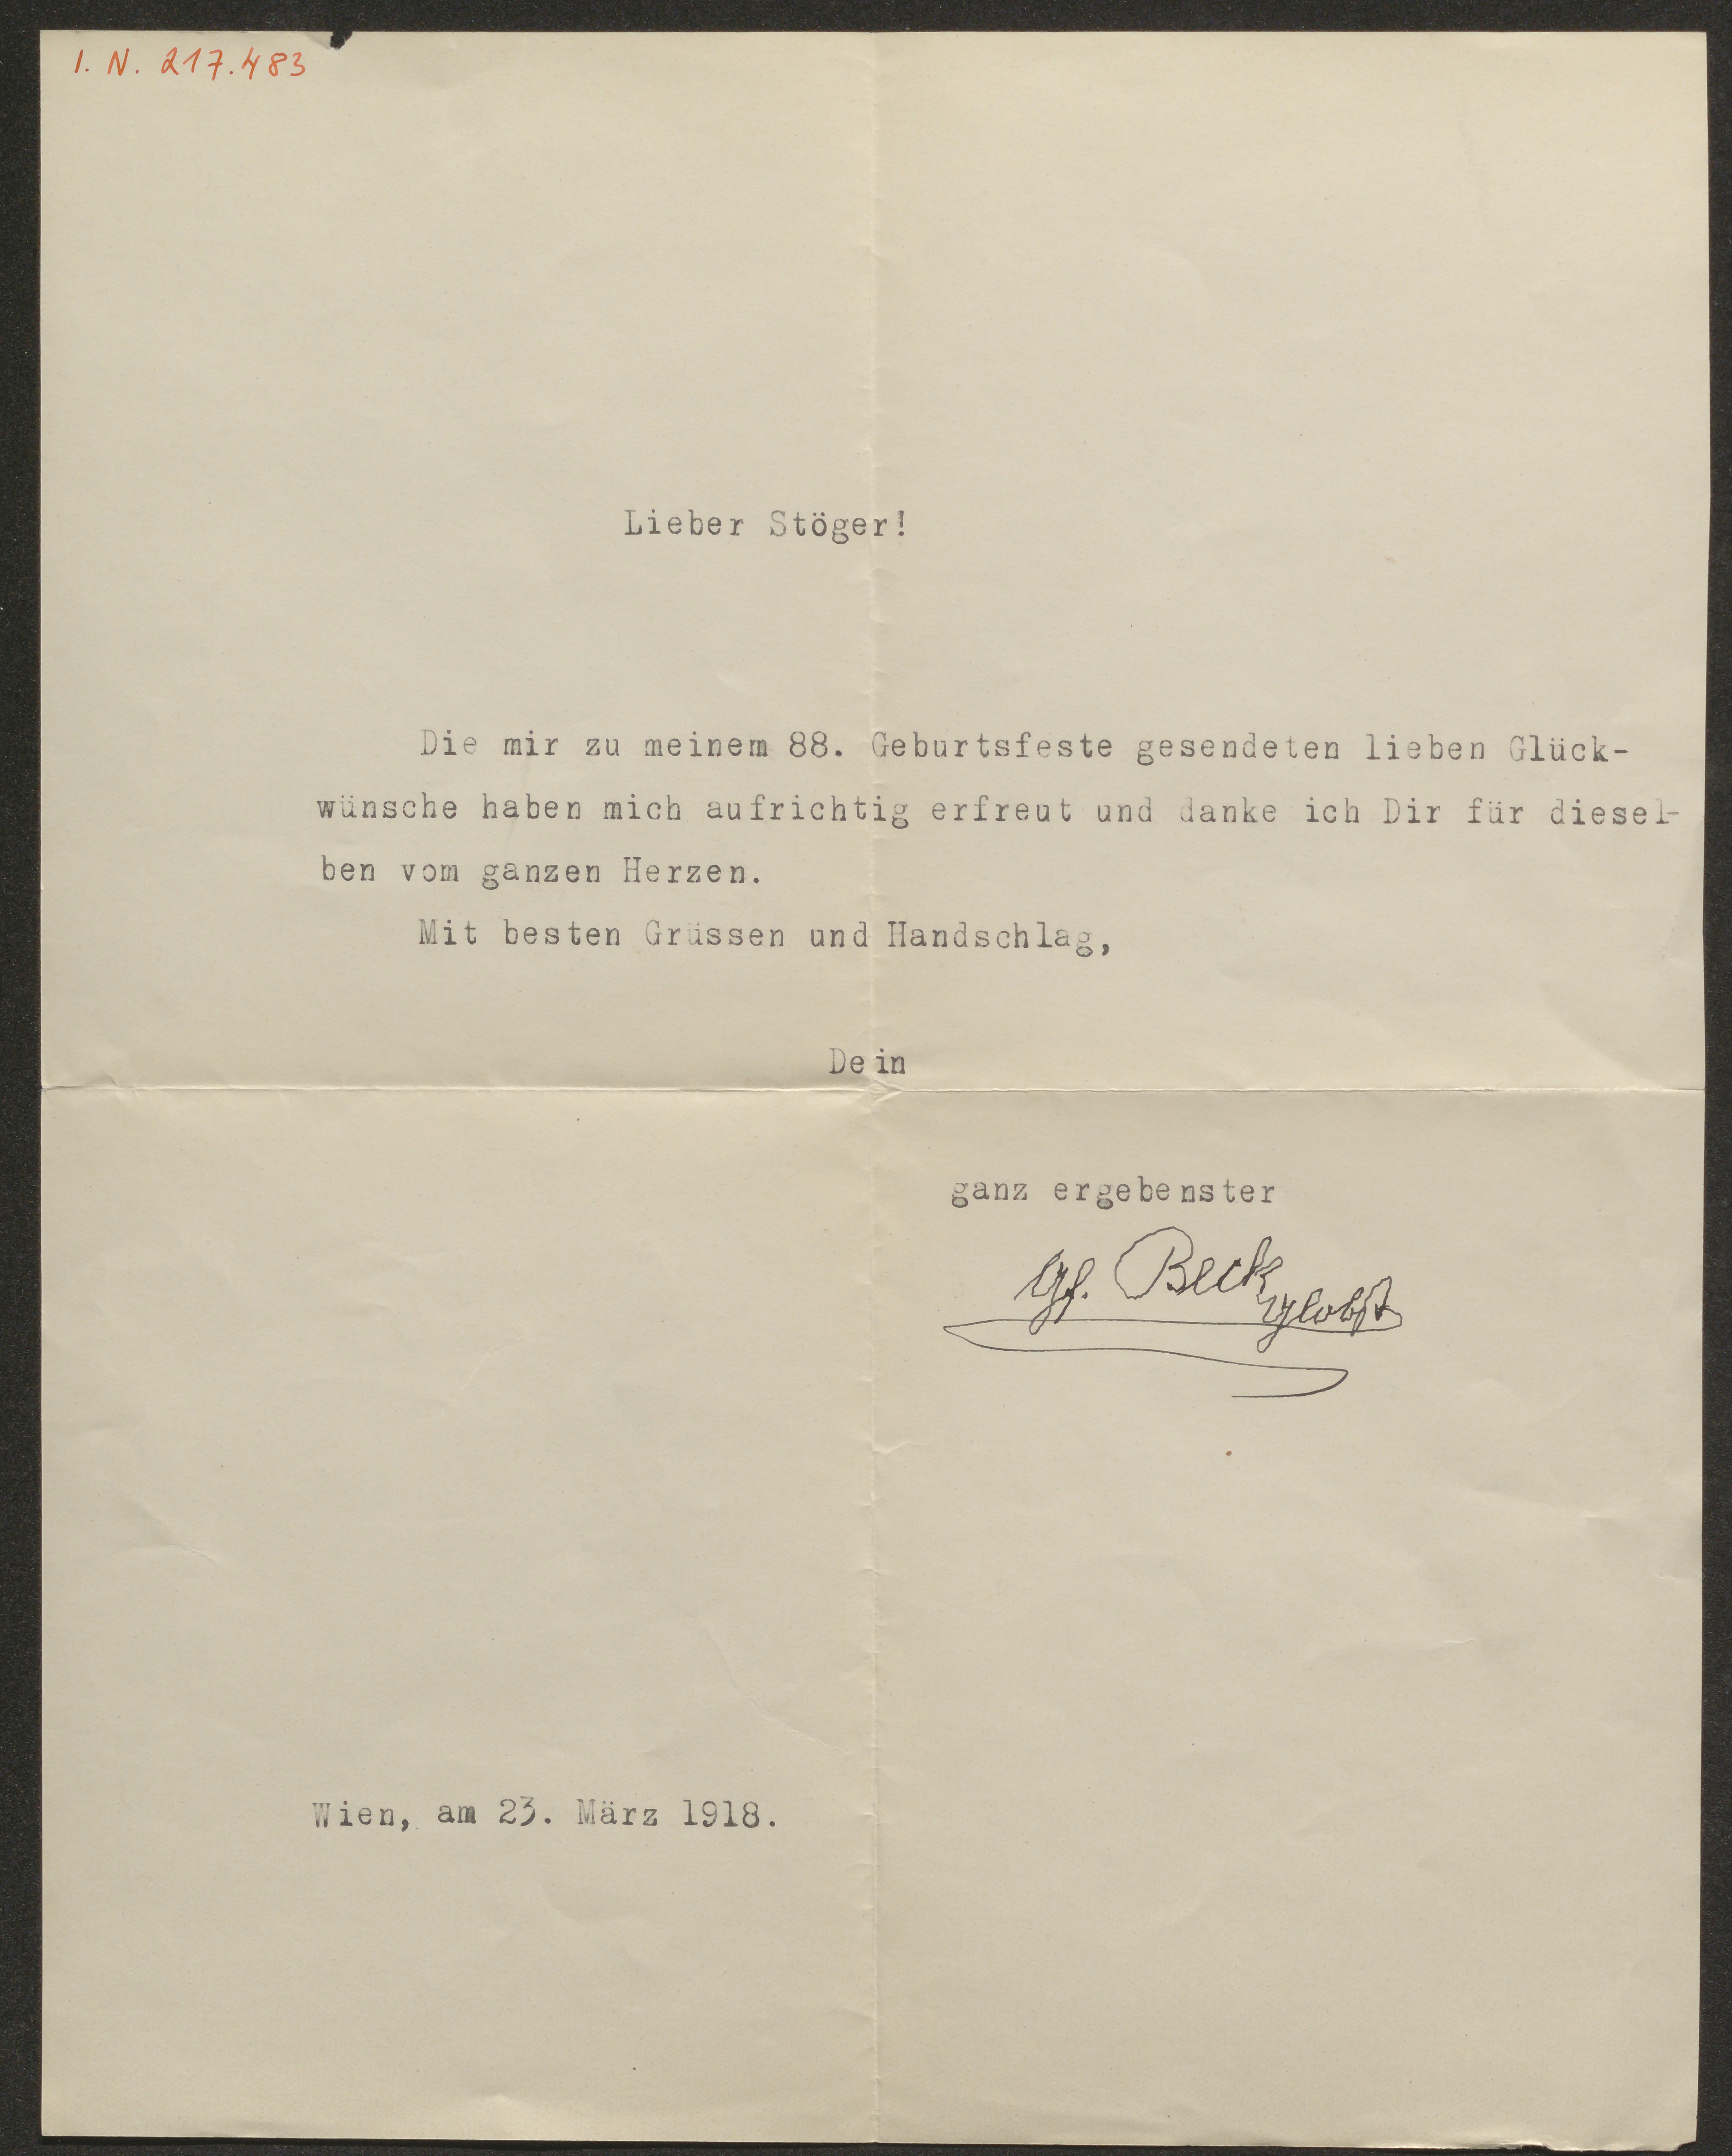 I. N. 217.483
Lieber Stöger!
Die mir zu meinem 88. Geburtsfeste gesendeten lieben Glück-
wünsche haben mich aufrichtig erfreut und danke ich Dir für diesel-
ben vom ganzen Herzen.
Mit besten Grüssen und Handschlag,
Dein
ganz ergebenster
Gf. Beck
Wien, am 23. März 1918.